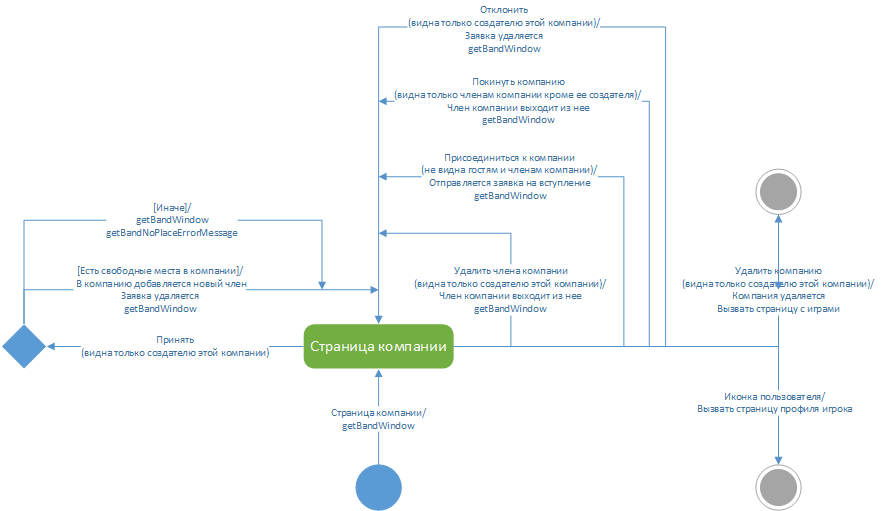 Отклонить
(видна только создателю этой компании)/
Заявка удаляется
getBandWindow
Покинуть компанию
(видна только членам компании кроме ее создателя)/
Член компании выходит из нее
getBandWindow
Присоединиться к компании
(не видна гостям и членам компании)/
Отправляется заявка на вступление
getBandWindow
[Иначе]/
getBandWindow
getBandNoPlaceErrorMessage
[Есть свободные места в компании]/
В компанию добавляется новый член
Заявка удаляется
getBandWindow
Удалить члена компании
(видна только создателю этой компании)/
Член компании выходит из нее
getBandWindow
Удалить компанию
(видна только создателю этой компании)/
Компания удаляется
Вызвать страницу с играми
Принять
(видна только создателю этой компании)
Страница компании
Страница компании/
getBandWindow
Иконка пользователя/
Вызвать страницу профиля игрока